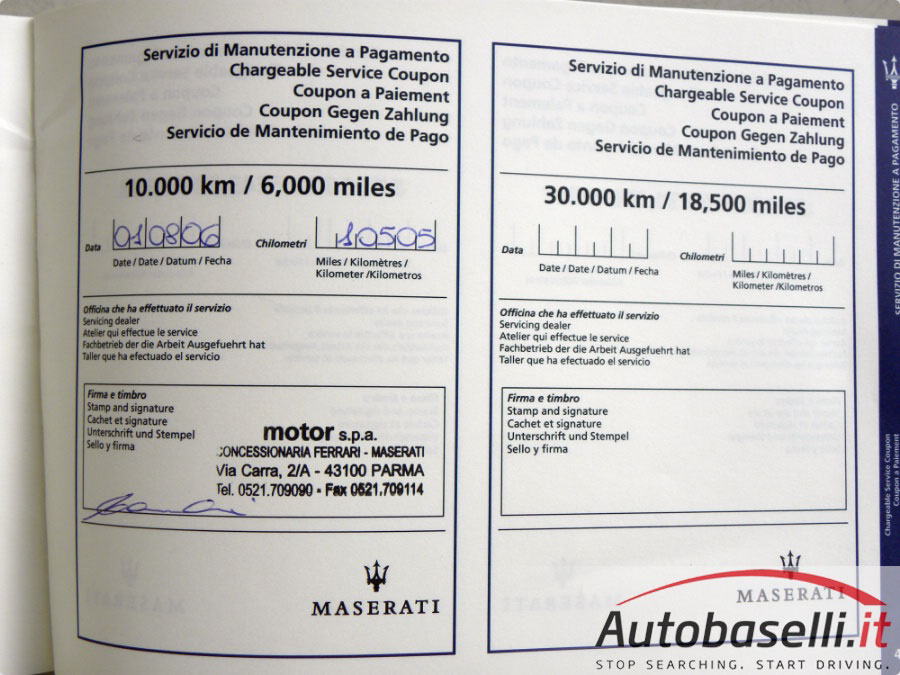 Servizio di Manutenzione a Pagamento
Chargeable Service Coupon
Coupon a Paiement
Coupon Gegen Zahlung
Servicio de Mantenimiento de Pago
10.000 km / 6,000 miles
Data 010806 Chilometri 10505
Date / Date / Datum / Fecha
Miles / Kilomètres /
Kilometer /Kilometros
Officina che ha effettuato il servizio
Servicing dealer
Atelier qui effectue le service
Fachbetrieb der die Arbeit Ausgefuehrt hat
Taller que ha efectuado el servicio
Firma e timbro
Stamp and signature
Cachet et signature
Unterschrift und Stempel
Sello y firma
motor s.p.a.
CONCESSIONARIA FERRARI - MASERATI
Via Carra, 2/A - 43100 PARMA
Tel. 0521.709090 - Fax 0521.709114
MASERATI
Servizio di Manutenzione a Pagamento
Chargeable Service Coupon
Coupon a Paiement
Coupon Gegen Zahlung
Servicio de Mantenimiento de Pago
30.000 km / 18,500 miles
Data Chilometri
Date / Date / Datum / Fecha
Miles / Kilomètres /
Kilometer /Kilometros
Officina che ha effettuato il servizio
Servicing dealer
Atelier qui effectue le service
Fachbetrieb der die Arbeit Ausgefuehrt hat
Taller que ha efectuado el servicio
Firma e timbro
Stamp and signature
Cachet et signature
Unterschrift und Stempel
Sello y firma
MASERATI
SERVIZIO DI MANUTENZIONE A PAGAMENTO
Chargeable Service Coupon
Coupon a Paiement
Autobaselli.it
STOP SEARCHING. START DRIVING.